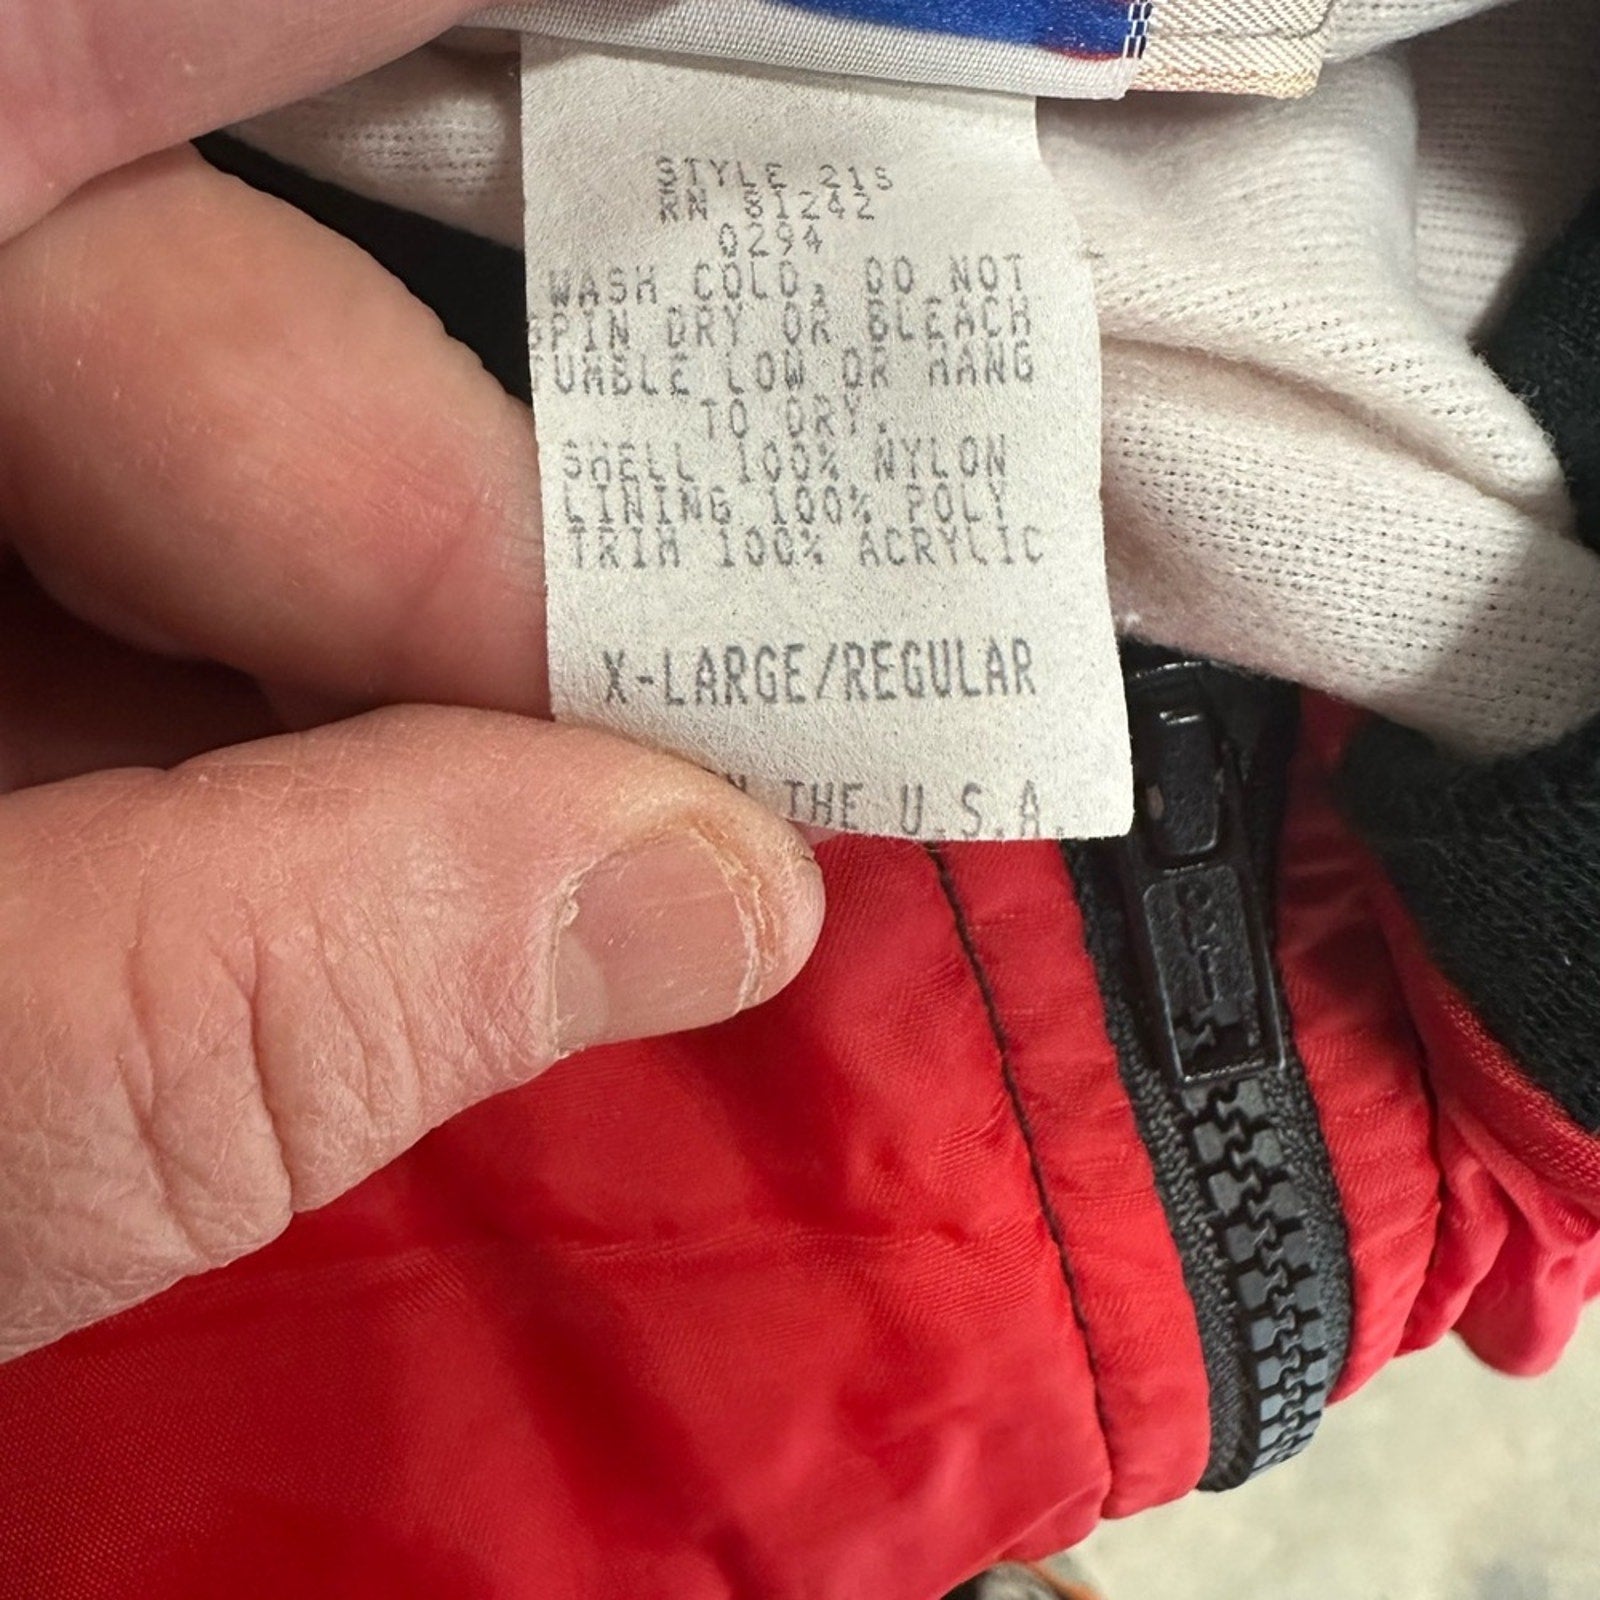 STYLE 21S
RN 81242
0294
WASH COLD, DO NOT
SPIN DRY OR BLEACH
TUMBLE LOW OR HANG
TO DRY.
SHELL 100% NYLON
LINING 100% POLY
TRIM 100% ACRYLIC
X-LARGE/REGULAR
THE U.S.A.